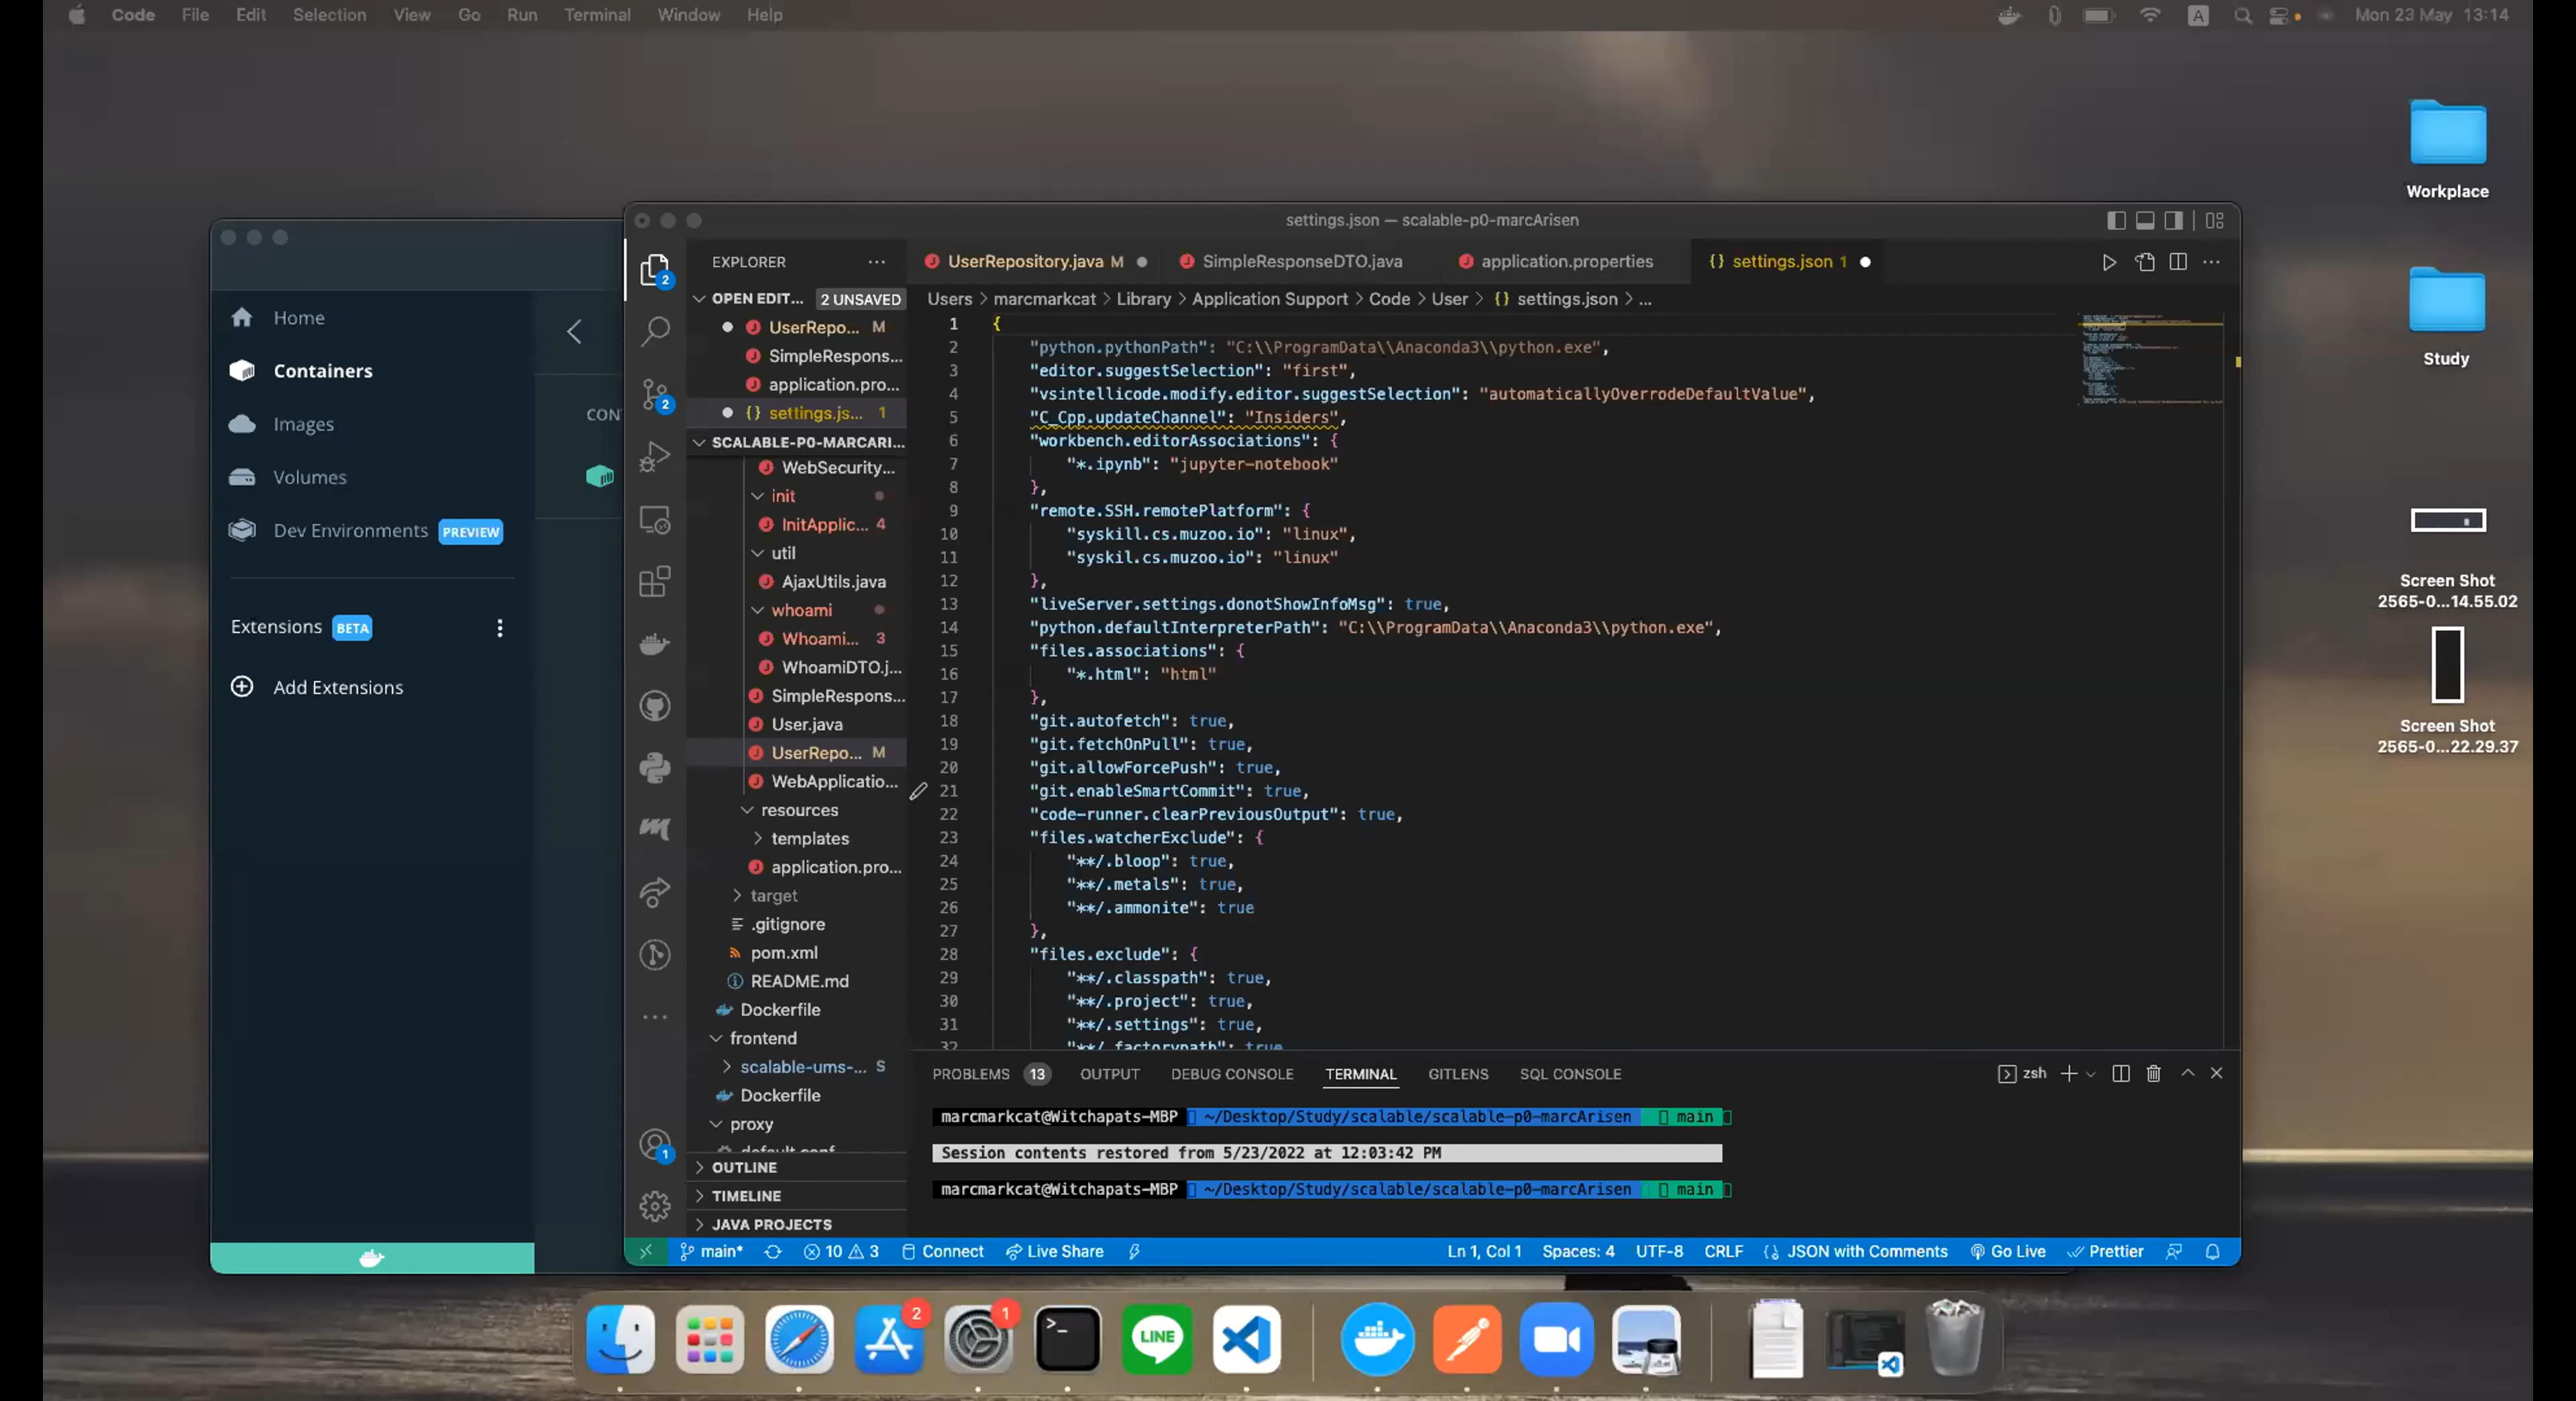 Code File Edit Selection View Go Run Terminal Window Help
A Mon 23 May 13:14
Workplace
Study
Screen Shot
2565-0...14.55.02
Screen Shot
2565-0...22.29.37
Home
Containers
Images
Volumes
Dev Environments PREVIEW
Extensions BETA
Add Extensions
CON
settings.json — scalable-p0-marcArisen
EXPLORER
OPEN EDIT... 2 UNSAVED
UserRepo... M
SimpleRespons...
application.pro...
{} settings.js... 1
SCALABLE-P0-MARCARI...
WebSecurity...
init
InitApplic... 4
util
AjaxUtils.java
whoami
Whoami... 3
WhoamiDTO.j...
SimpleRespons...
User.java
UserRepo... M
WebApplicatio...
resources
templates
application.pro...
target
.gitignore
pom.xml
README.md
Dockerfile
frontend
scalable-ums-... S
Dockerfile
proxy
default.conf
OUTLINE
TIMELINE
JAVA PROJECTS
UserRepository.java M SimpleResponseDTO.java application.properties {} settings.json 1
Users > marcmarkcat > Library > Application Support > Code > User > {} settings.json > ...
1 {
2 "python.pythonPath": "C:\\ProgramData\\Anaconda3\\python.exe",
3 "editor.suggestSelection": "first",
4 "vsintellicode.modify.editor.suggestSelection": "automaticallyOverrodeDefaultValue",
5 "C_Cpp.updateChannel": "Insiders",
6 "workbench.editorAssociations": {
7 "*.ipynb": "jupyter-notebook"
8 },
9 "remote.SSH.remotePlatform": {
10 "syskill.cs.muzoo.io": "linux",
11 "syskil.cs.muzoo.io": "linux"
12 },
13 "liveServer.settings.donotShowInfoMsg": true,
14 "python.defaultInterpreterPath": "C:\\ProgramData\\Anaconda3\\python.exe",
15 "files.associations": {
16 "*.html": "html"
17 },
18 "git.autofetch": true,
19 "git.fetchOnPull": true,
20 "git.allowForcePush": true,
21 "git.enableSmartCommit": true,
22 "code-runner.clearPreviousOutput": true,
23 "files.watcherExclude": {
24 "**/.bloop": true,
25 "**/.metals": true,
26 "**/.ammonite": true
27 },
28 "files.exclude": {
29 "**/.classpath": true,
30 "**/.project": true,
31 "**/.settings": true,
32 "**/.factorypath": true
PROBLEMS 13 OUTPUT DEBUG CONSOLE TERMINAL GITLENS SQL CONSOLE
zsh
marcmarkcat@Witchapats-MBP ~/Desktop/Study/scalable/scalable-p0-marcArisen main
Session contents restored from 5/23/2022 at 12:03:42 PM
marcmarkcat@Witchapats-MBP ~/Desktop/Study/scalable/scalable-p0-marcArisen main
main* 10 3 Connect Live Share
Ln 1, Col 1 Spaces: 4 UTF-8 CRLF JSON with Comments Go Live Prettier
2
2
1
2
1
LINE